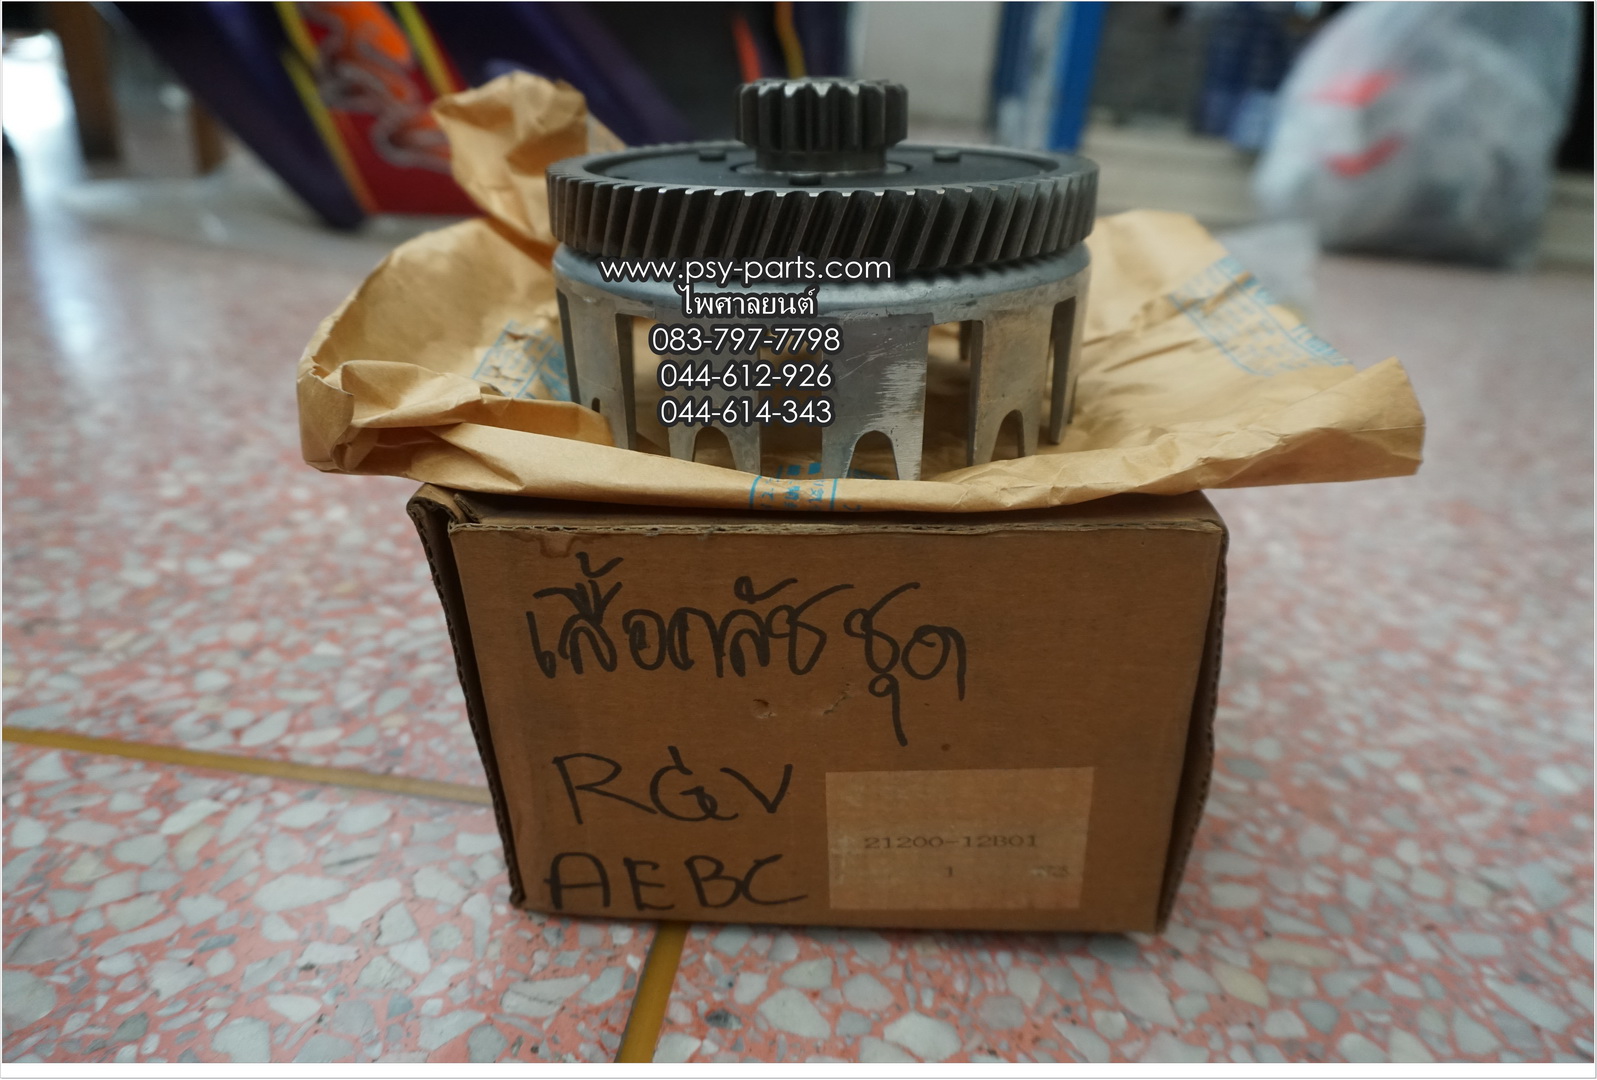 www.psy-parts.com
ไพศาลยนต์
083-797-7798
044-612-926
044-614-343
เสื้อกลัชชุด
RGV
AEBC
21200-12B01
1